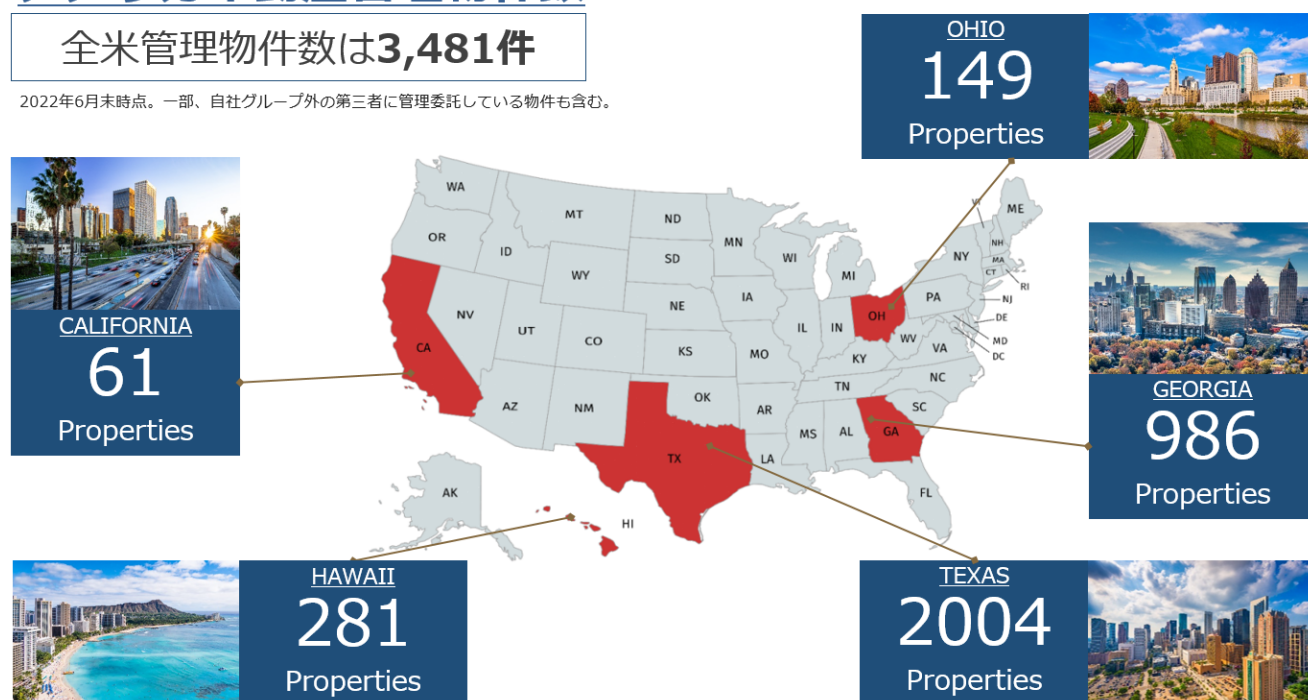 全米管理物件数は3,481件
2022年6月末時点。一部、自社グループ外の第三者に管理委託している物件も含む。
OHIO
149
Properties
CALIFORNIA
61
Properties
GEORGIA
986
Properties
HAWAII
281
Properties
TEXAS
2004
Properties
WA
MT
ND
MN
ME
VT
OR
ID
SD
WI
MI
NY
NH
MA
CT
RI
WY
IA
PA
NJ
NV
NE
IL
IN
OH
DE
UT
CO
WV
MD
CA
KS
MO
KY
VA
DC
AZ
NM
OK
TN
NC
AR
SC
MS
AL
GA
TX
LA
AK
FL
HI